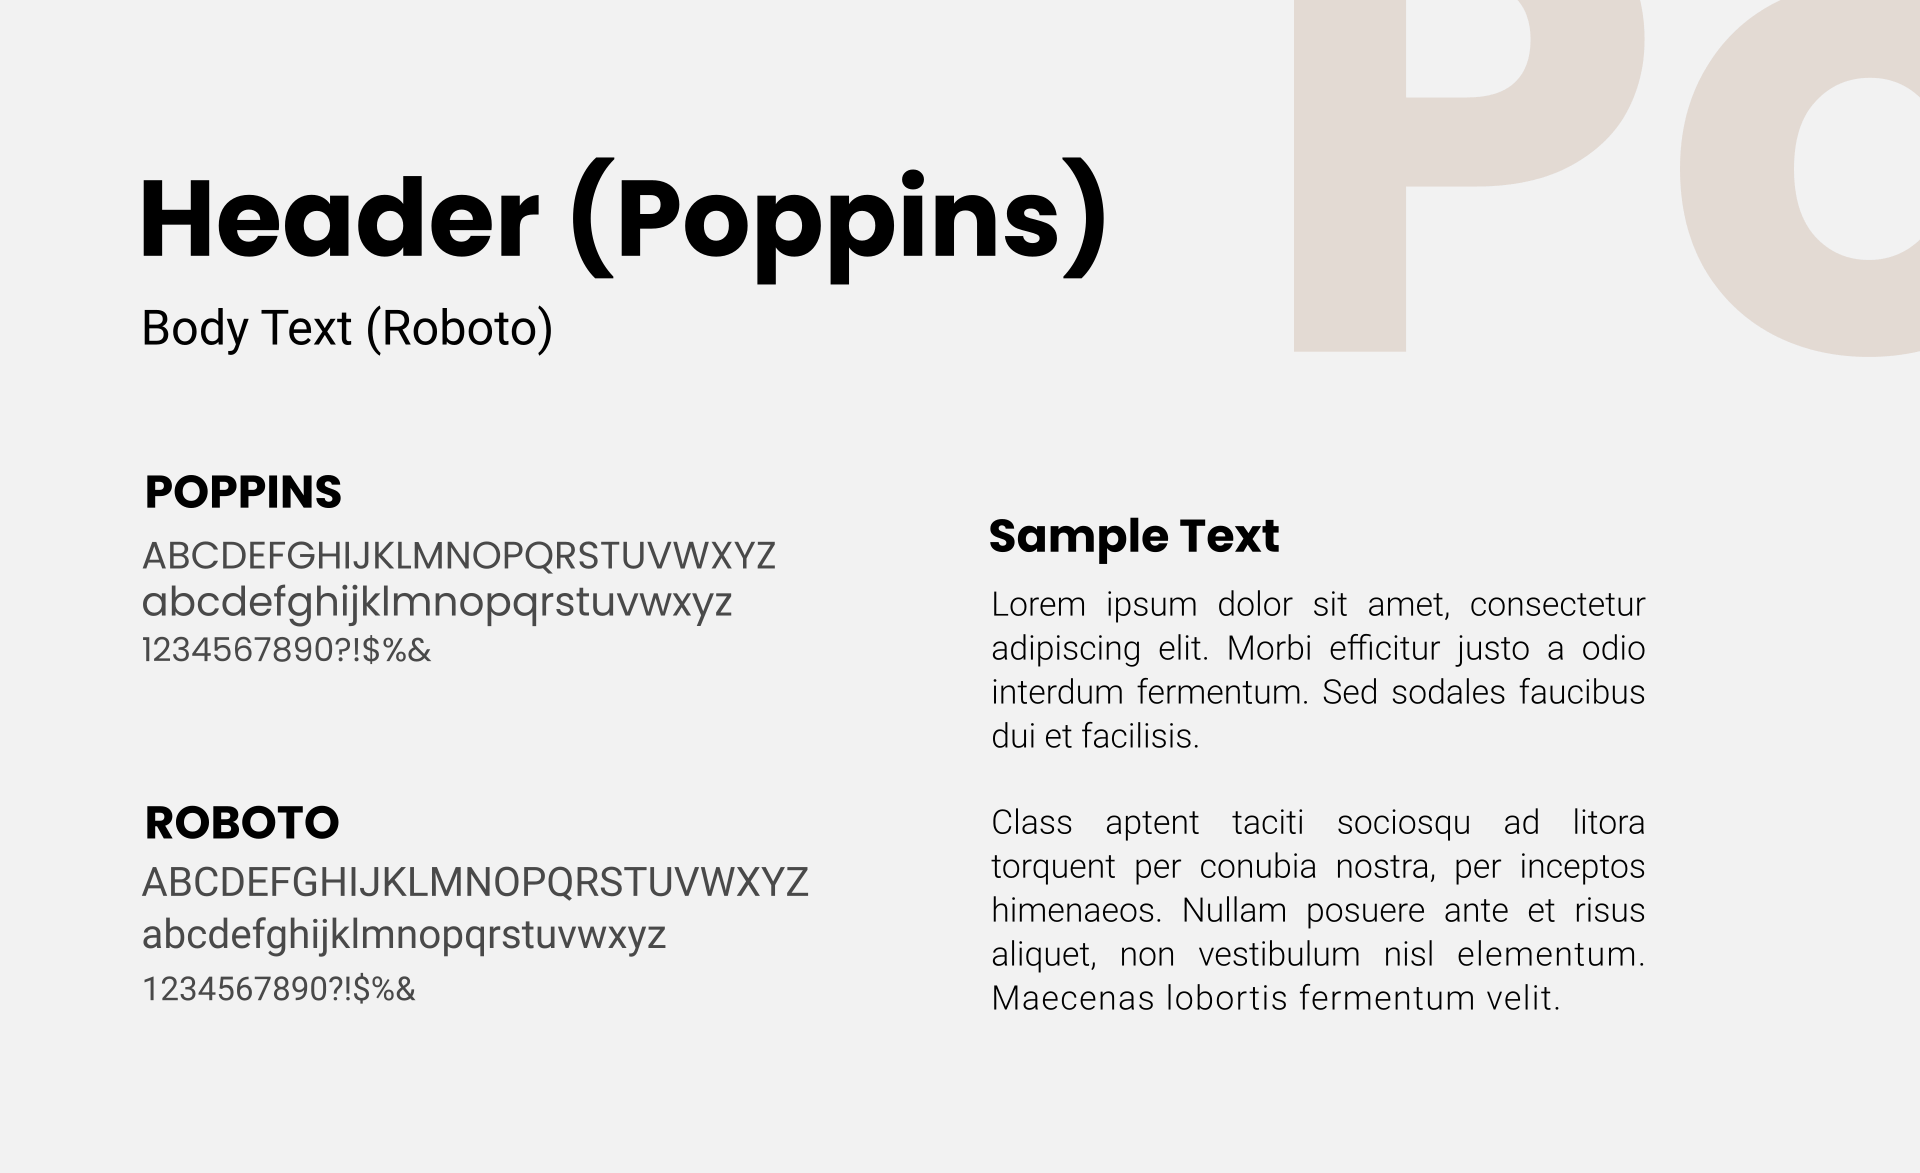 Po
Header (Poppins)
Body Text (Roboto)
POPPINS
ABCDEFGHIJKLMNOPQRSTUVWXYZ
abcdefghijklmnopqrstuvwxyz
1234567890?!$%&
ROBOTO
ABCDEFGHIJKLMNOPQRSTUVWXYZ
abcdefghijklmnopqrstuvwxyz
1234567890?!$%&
Sample Text
Lorem ipsum dolor sit amet, consectetur
adipiscing elit. Morbi efficitur justo a odio
interdum fermentum. Sed sodales faucibus
dui et facilisis.
Class aptent taciti sociosqu ad litora
torquent per conubia nostra, per inceptos
himenaeos. Nullam posuere ante et risus
aliquet, non vestibulum nisl elementum.
Maecenas lobortis fermentum velit.